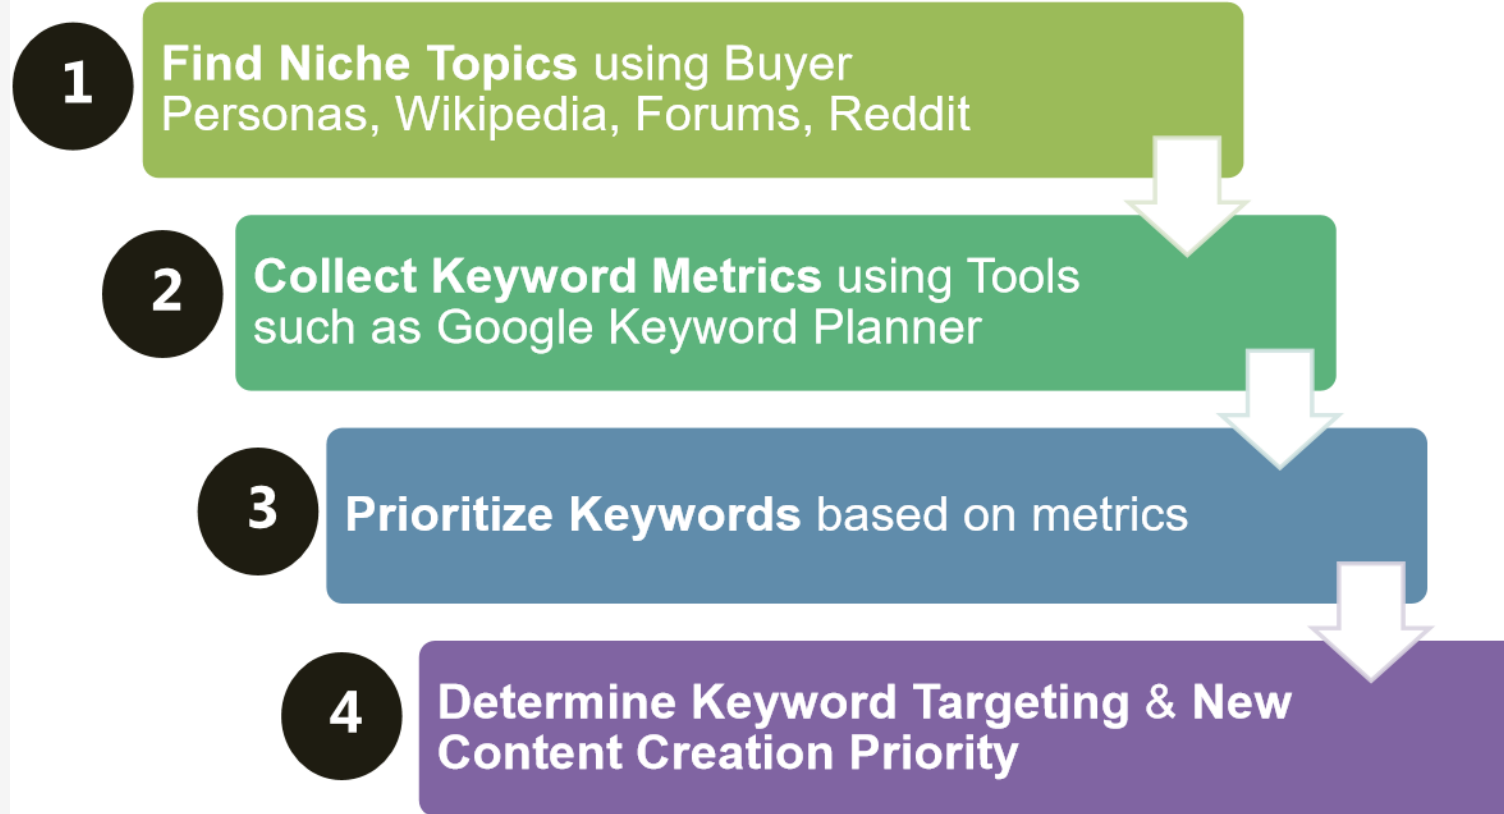 1
Find Niche Topics using Buyer
Personas, Wikipedia, Forums, Reddit
2
Collect Keyword Metrics using Tools
such as Google Keyword Planner
3
Prioritize Keywords based on metrics
4
Determine Keyword Targeting & New
Content Creation Priority